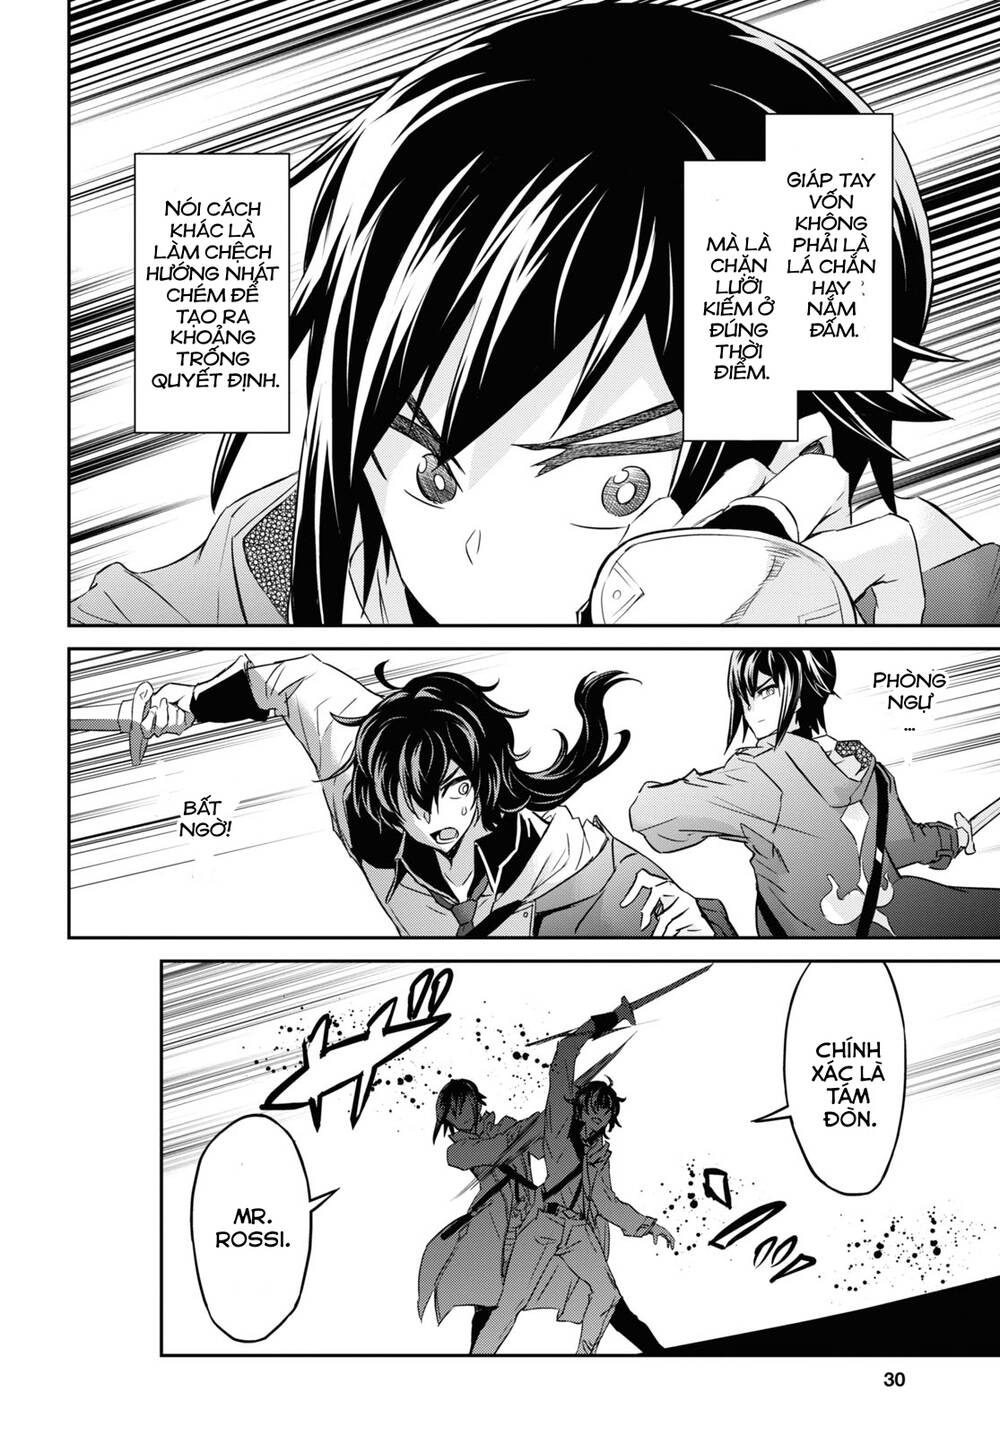 GIÁP TAY
VỐN
KHÔNG
PHẢI LÀ
LÁ CHẮN
HAY
NẮM
ĐẤM.
MÀ LÀ
CHẶN
LƯỠI
KIẾM Ở
ĐÚNG
THỜI
ĐIỂM.
NÓI CÁCH
KHÁC LÀ
LÀM CHỆCH
HƯỚNG NHÁT
CHÉM ĐỂ
TẠO RA
KHOẢNG
TRỐNG
QUYẾT ĐỊNH.
PHÒNG
NGỰ
...
BẤT
NGỜ!
CHÍNH
XÁC LÀ
TÁM
ĐÒN.
MR.
ROSSI.
30